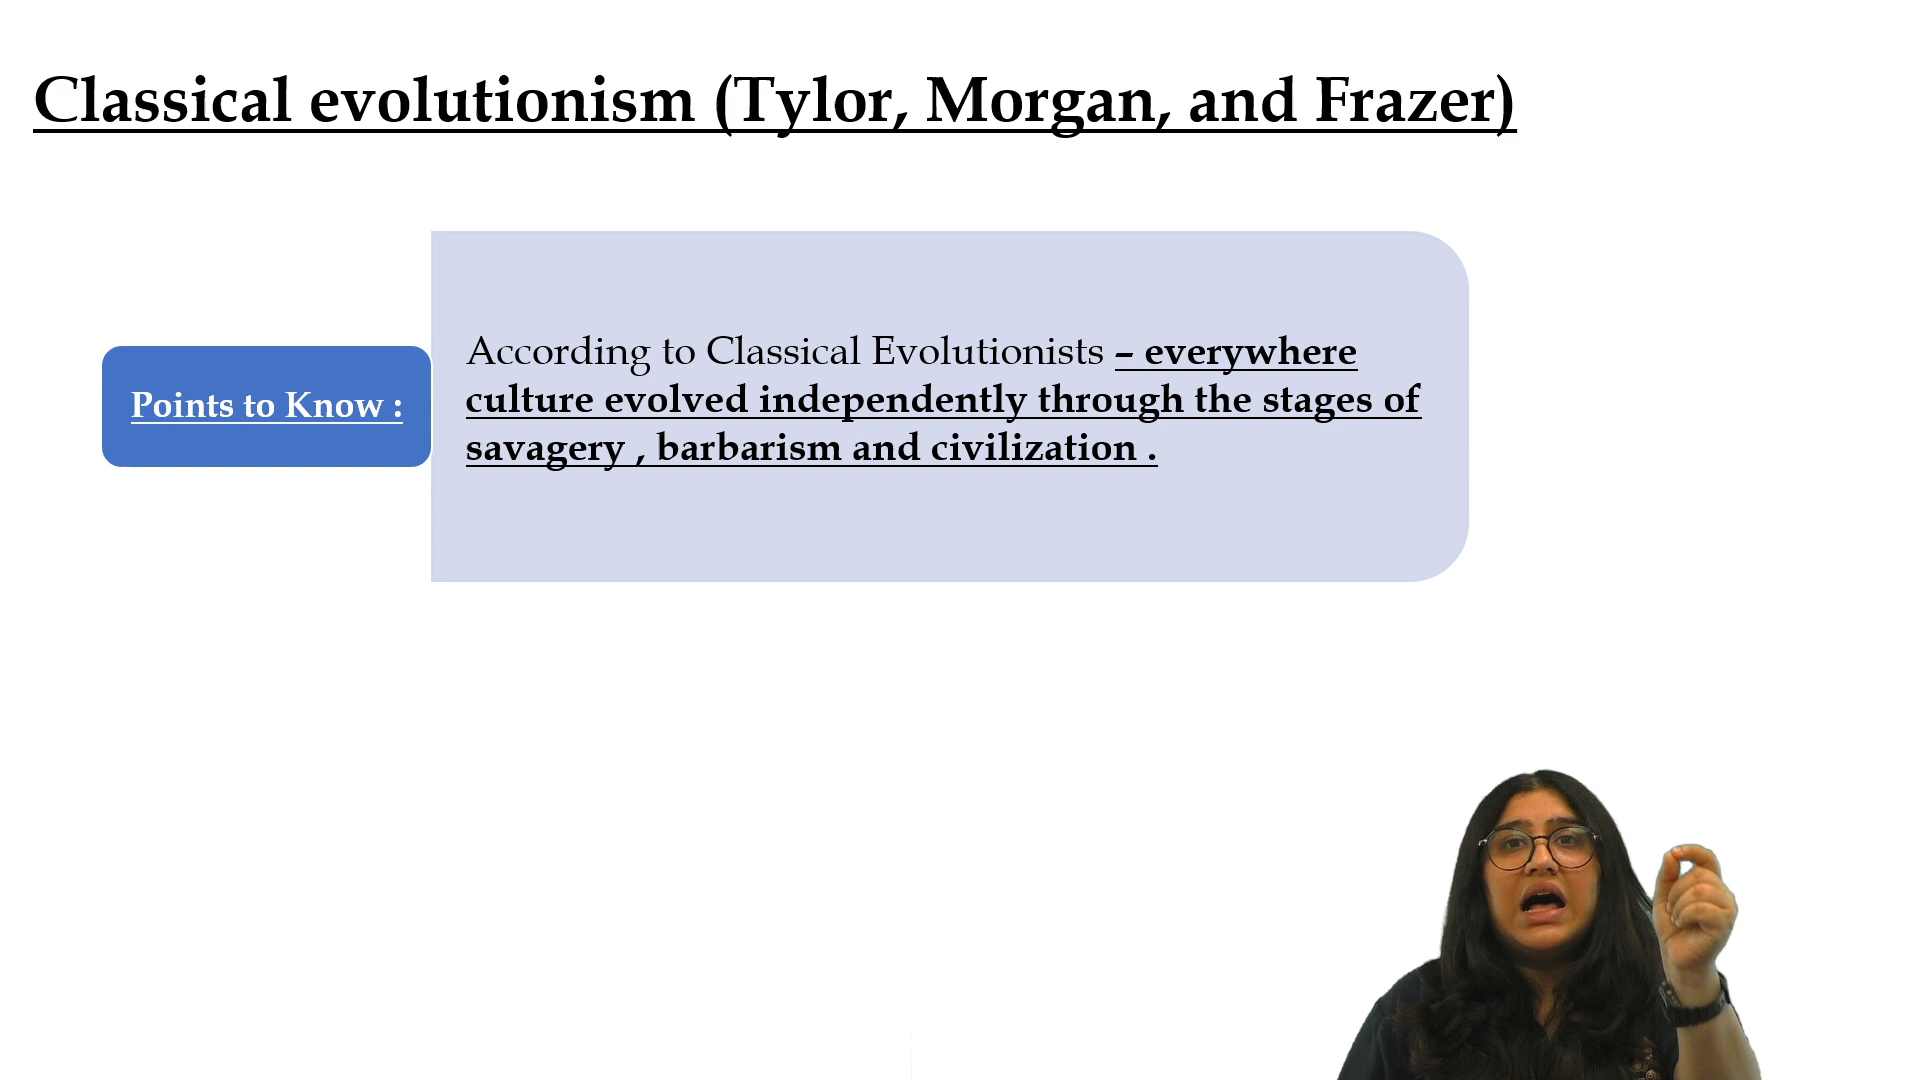 Classical evolutionism (Tylor, Morgan, and Frazer)
Points to Know :
According to Classical Evolutionists – everywhere
culture evolved independently through the stages of
savagery , barbarism and civilization .